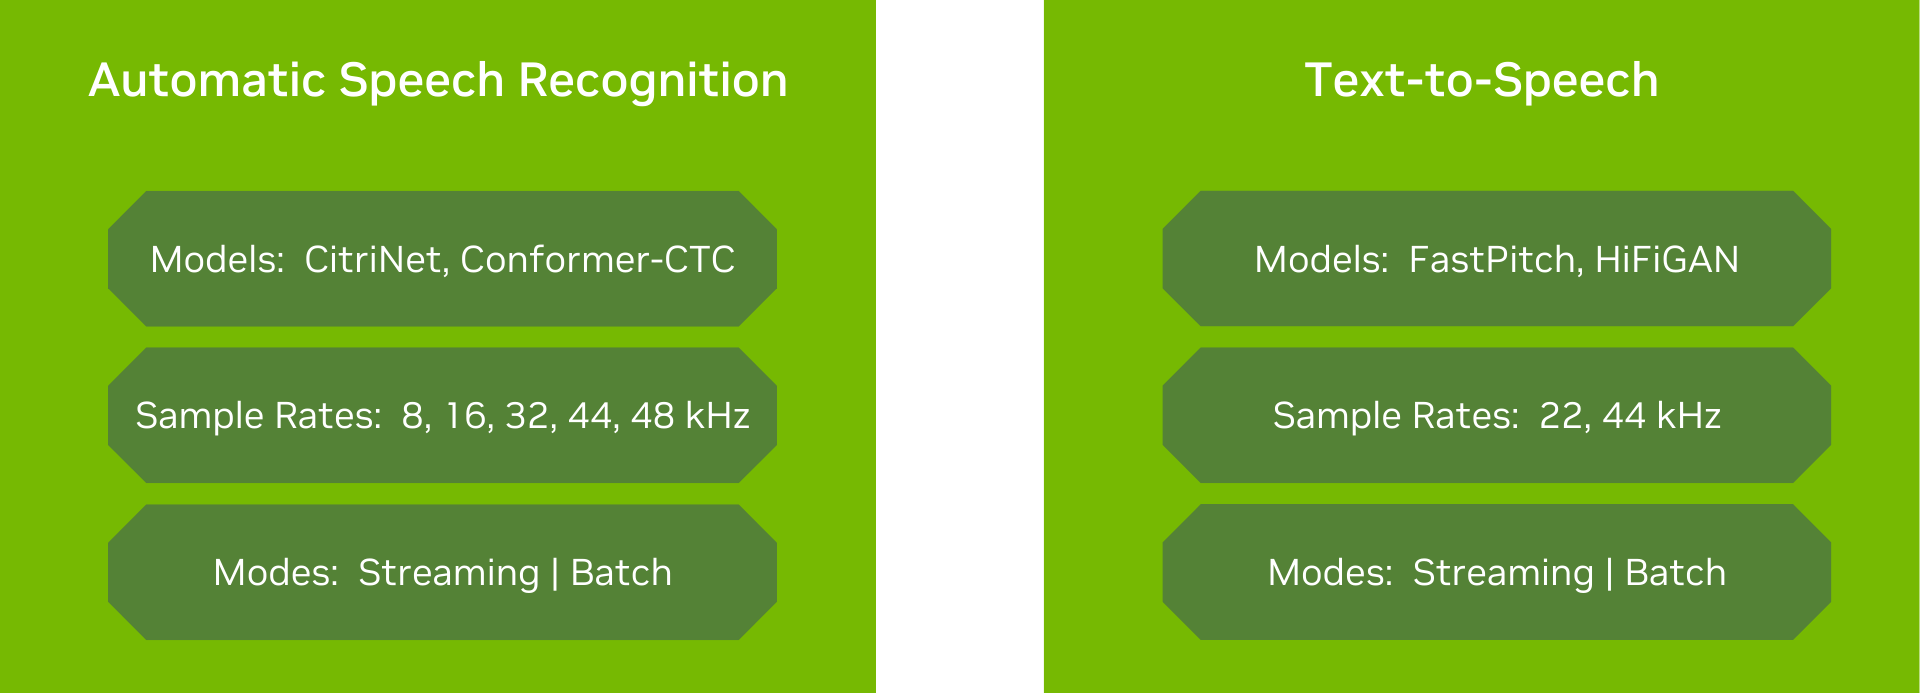 Automatic Speech Recognition
Models: CitriNet, Conformer-CTC
Sample Rates: 8, 16, 32, 44, 48 kHz
Modes: Streaming | Batch
Text-to-Speech
Models: FastPitch, HiFiGAN
Sample Rates: 22, 44 kHz
Modes: Streaming | Batch